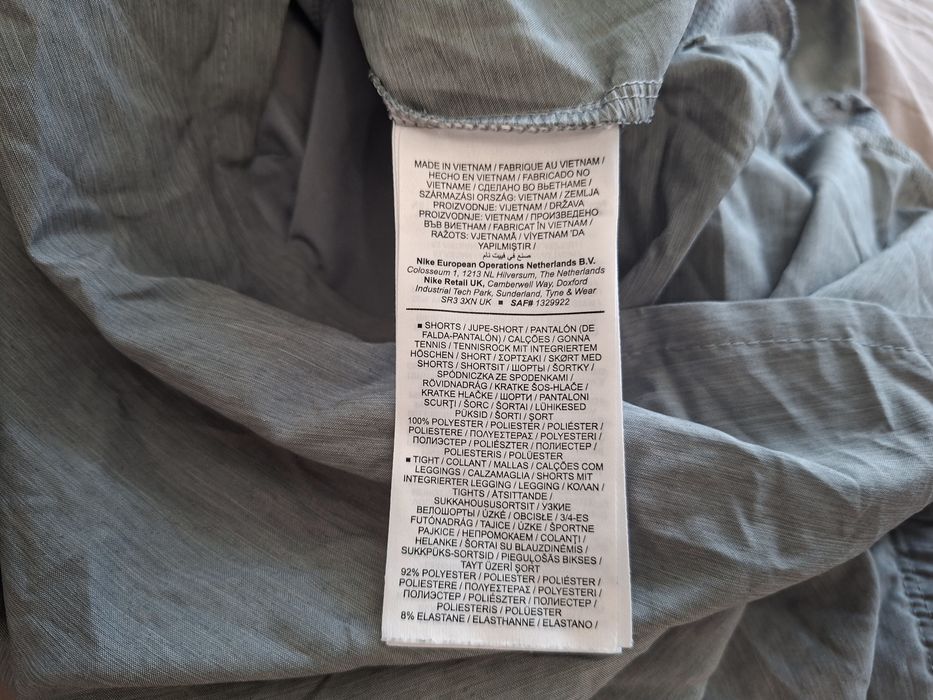 MADE IN VIETNAM / FABRIQUE AU VIETNAM /
HECHO EN VIETNAM / FABRICADO NO
VIETNAME / СДЕЛАНО ВО ВЬЕТНАМЕ /
SZÁRMAZÁSI ORSZÁG: VIETNAM / ZEMLJA
PROIZVODNJE: VIJETNAM / DRŽAVA
PROIZVODNJE: VIETNAM / ПРОИЗВЕДЕНО
ВЪВ ВИЕТНАМ / FABRICAT ÎN VIETNAM /
RAŽOTS: VJETNAMĀ / VİYETNAM 'DA
YAPILMIŞTIR /
صنع في فييت نام
Nike European Operations Netherlands B.V.
Colosseum 1, 1213 NL Hilversum, The Netherlands
Nike Retail UK, Camberwell Way, Doxford
Industrial Tech Park, Sunderland, Tyne & Wear
SR3 3XN UK ■ SAF# 1329922
■ SHORTS / JUPE-SHORT / PANTALÓN (DE
FALDA-PANTALÓN) / CALÇÕES / GONNA
TENNIS / TENNISROCK MIT INTEGRIERTEM
HÖSCHEN / SHORT / ΣΟΡΤΣΑΚΙ / SKØRT MED
SHORTS / SHORTSIT / ШОРТЫ / ŠORTKY /
SPÓDNICZKA ZE SPODENKAMI /
RÖVIDNADRÁG / KRATKE ŠOS-HLAČE /
KRATKE HLAČKE / ШОРТИ / PANTALONI
SCURȚI / ŠORC / ŠORTAI / LÜHIKESED
PÜKSID / ŠORTI / ŞORT
100% POLYESTER / POLIESTER / POLIÉSTER /
POLIESTERE / ΠΟΛΥΕΣΤΕΡΑΣ / POLYESTERI /
ПОЛИЭСТЕР / POLIÉSZTER / ПОЛИЕСТЕР /
POLIESTERIS / POLÜESTER
■ TIGHT / COLLANT / MALLAS / CALÇÕES COM
LEGGINGS / CALZAMAGLIA / SHORTS MIT
INTEGRIERTER LEGGING / LEGGING / ΚΟΛΑΝ /
TIGHTS / ÅTSITTANDE /
SUKKAHOUSUSORTSIT / УЗКИЕ
ВЕЛОШОРТЫ / ÚZKÉ / OBCISŁE / 3/4-ES
FUTÓNADRÁG / TAJICE / ÚZKE / ŠPORTNE
PAJKICE / НЕПРОМОКАЕМ / COLANȚI /
HELANKE / ŠORTAI SU BLAUZDINĖMIS /
SUKKPÜKS-SORTSID / PIEGUĻOŠĀS BIKSES /
TAYT ÜZERİ ŞORT
92% POLYESTER / POLIESTER / POLIÉSTER /
POLIESTERE / ΠΟΛΥΕΣΤΕΡΑΣ / POLYESTERI /
ПОЛИЭСТЕР / POLIÉSZTER / ПОЛИЕСТЕР /
POLIESTERIS / POLÜESTER
8% ELASTANE / ELASTHANNE / ELASTANO /